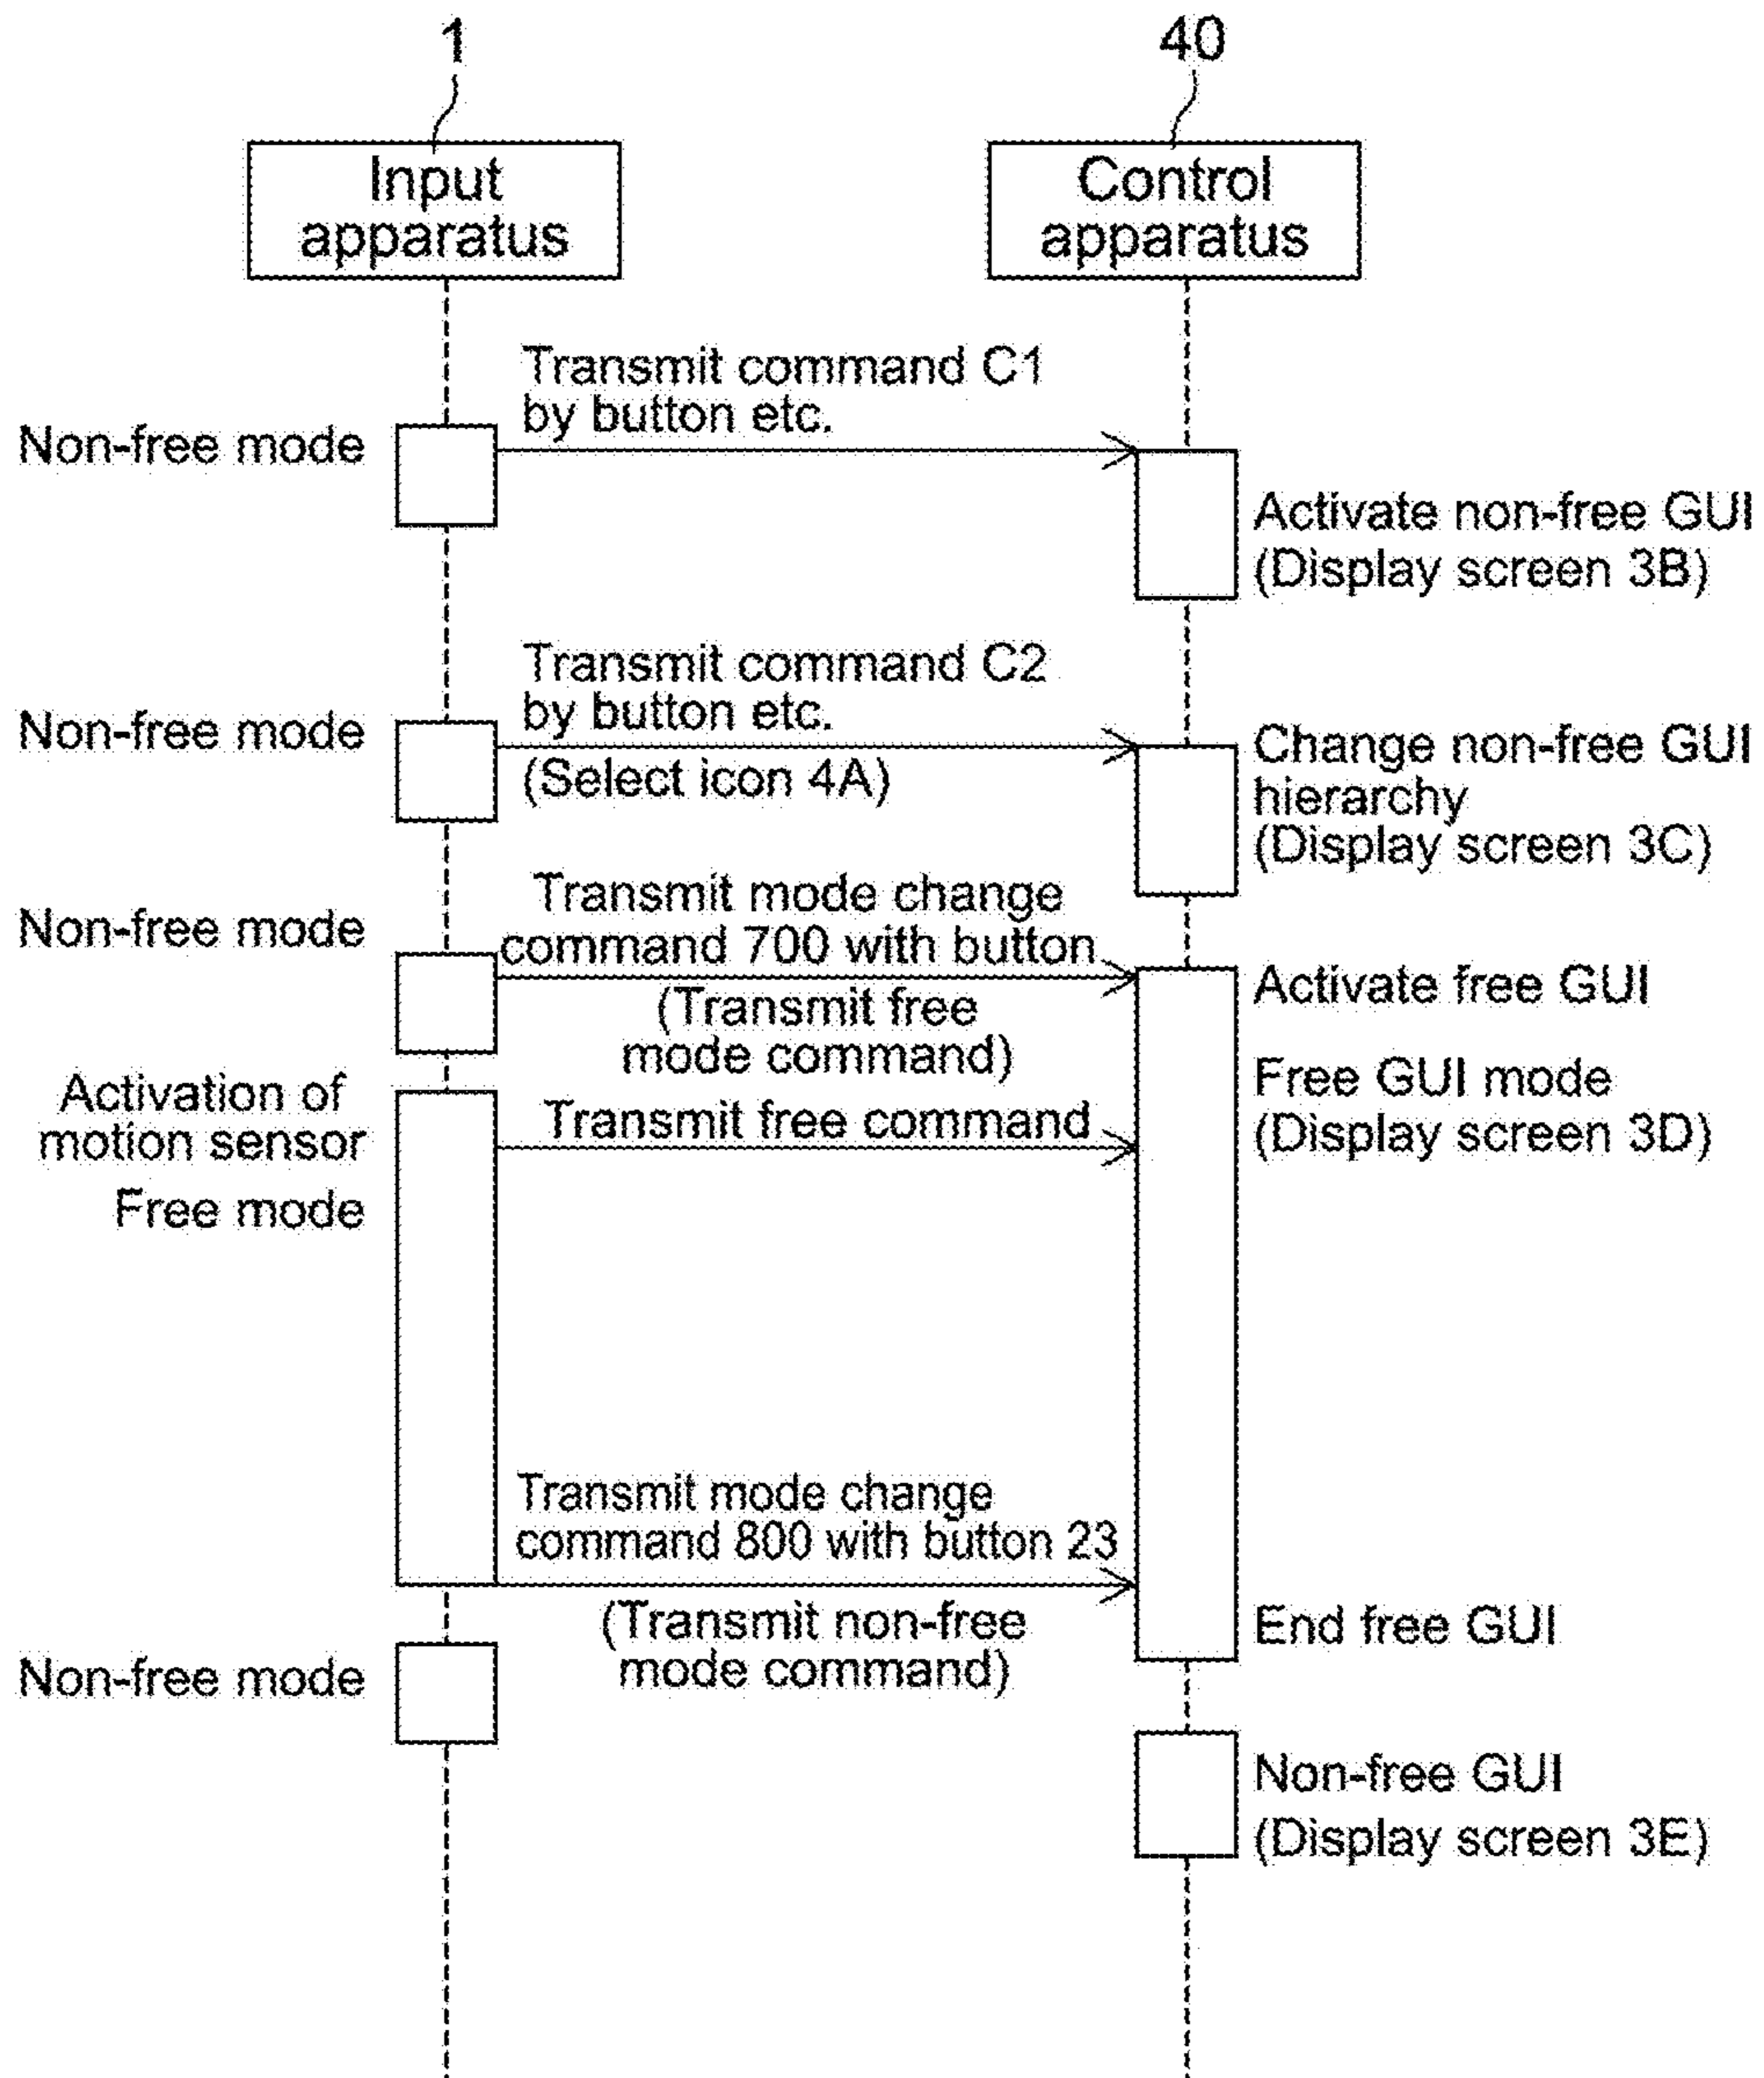 1
40
Input
apparatus
Control
apparatus
Transmit command C1
by button etc.
Non-free mode
Activate non-free GUI
(Display screen 3B)
Transmit command C2
by button etc.
Non-free mode
(Select icon 4A)
Change non-free GUI
hierarchy
(Display screen 3C)
Transmit mode change
command 700 with button
Non-free mode
(Transmit free
mode command)
Activate free GUI
Activation of
motion sensor
Free mode
Transmit free command
Free GUI mode
(Display screen 3D)
Transmit mode change
command 800 with button 23
(Transmit non-free
mode command)
End free GUI
Non-free mode
Non-free GUI
(Display screen 3E)